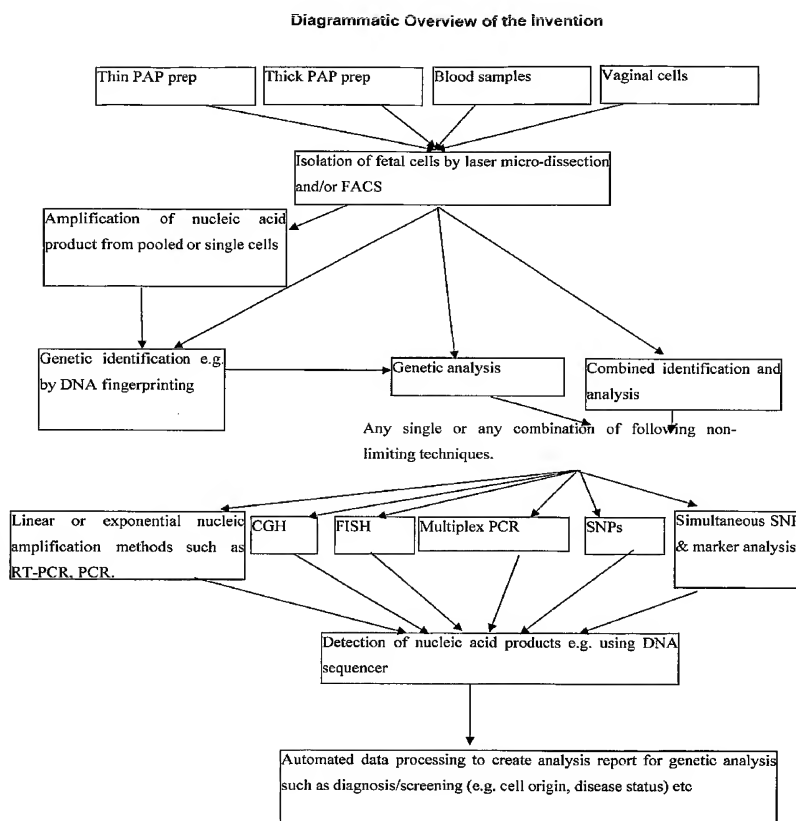 Diagrammatic Overview of the Invention
Thin PAP prep
Thick PAP prep
Blood samples
Vaginal cells
Isolation of fetal cells by laser micro-dissection
and/or FACS
Amplification of nucleic acid
product from pooled or single cells
Genetic identification e.g.
by DNA fingerprinting
Genetic analysis
Combined identification and
analysis
Any single or any combination of following non-
limiting techniques.
Linear or exponential nucleic
amplification methods such as
RT-PCR, PCR.
CGH
FISH
Multiplex PCR
SNPs
Simultaneous SNP
& marker analysis
Detection of nucleic acid products e.g. using DNA
sequencer
Automated data processing to create analysis report for genetic analysis
such as diagnosis/screening (e.g. cell origin, disease status) etc